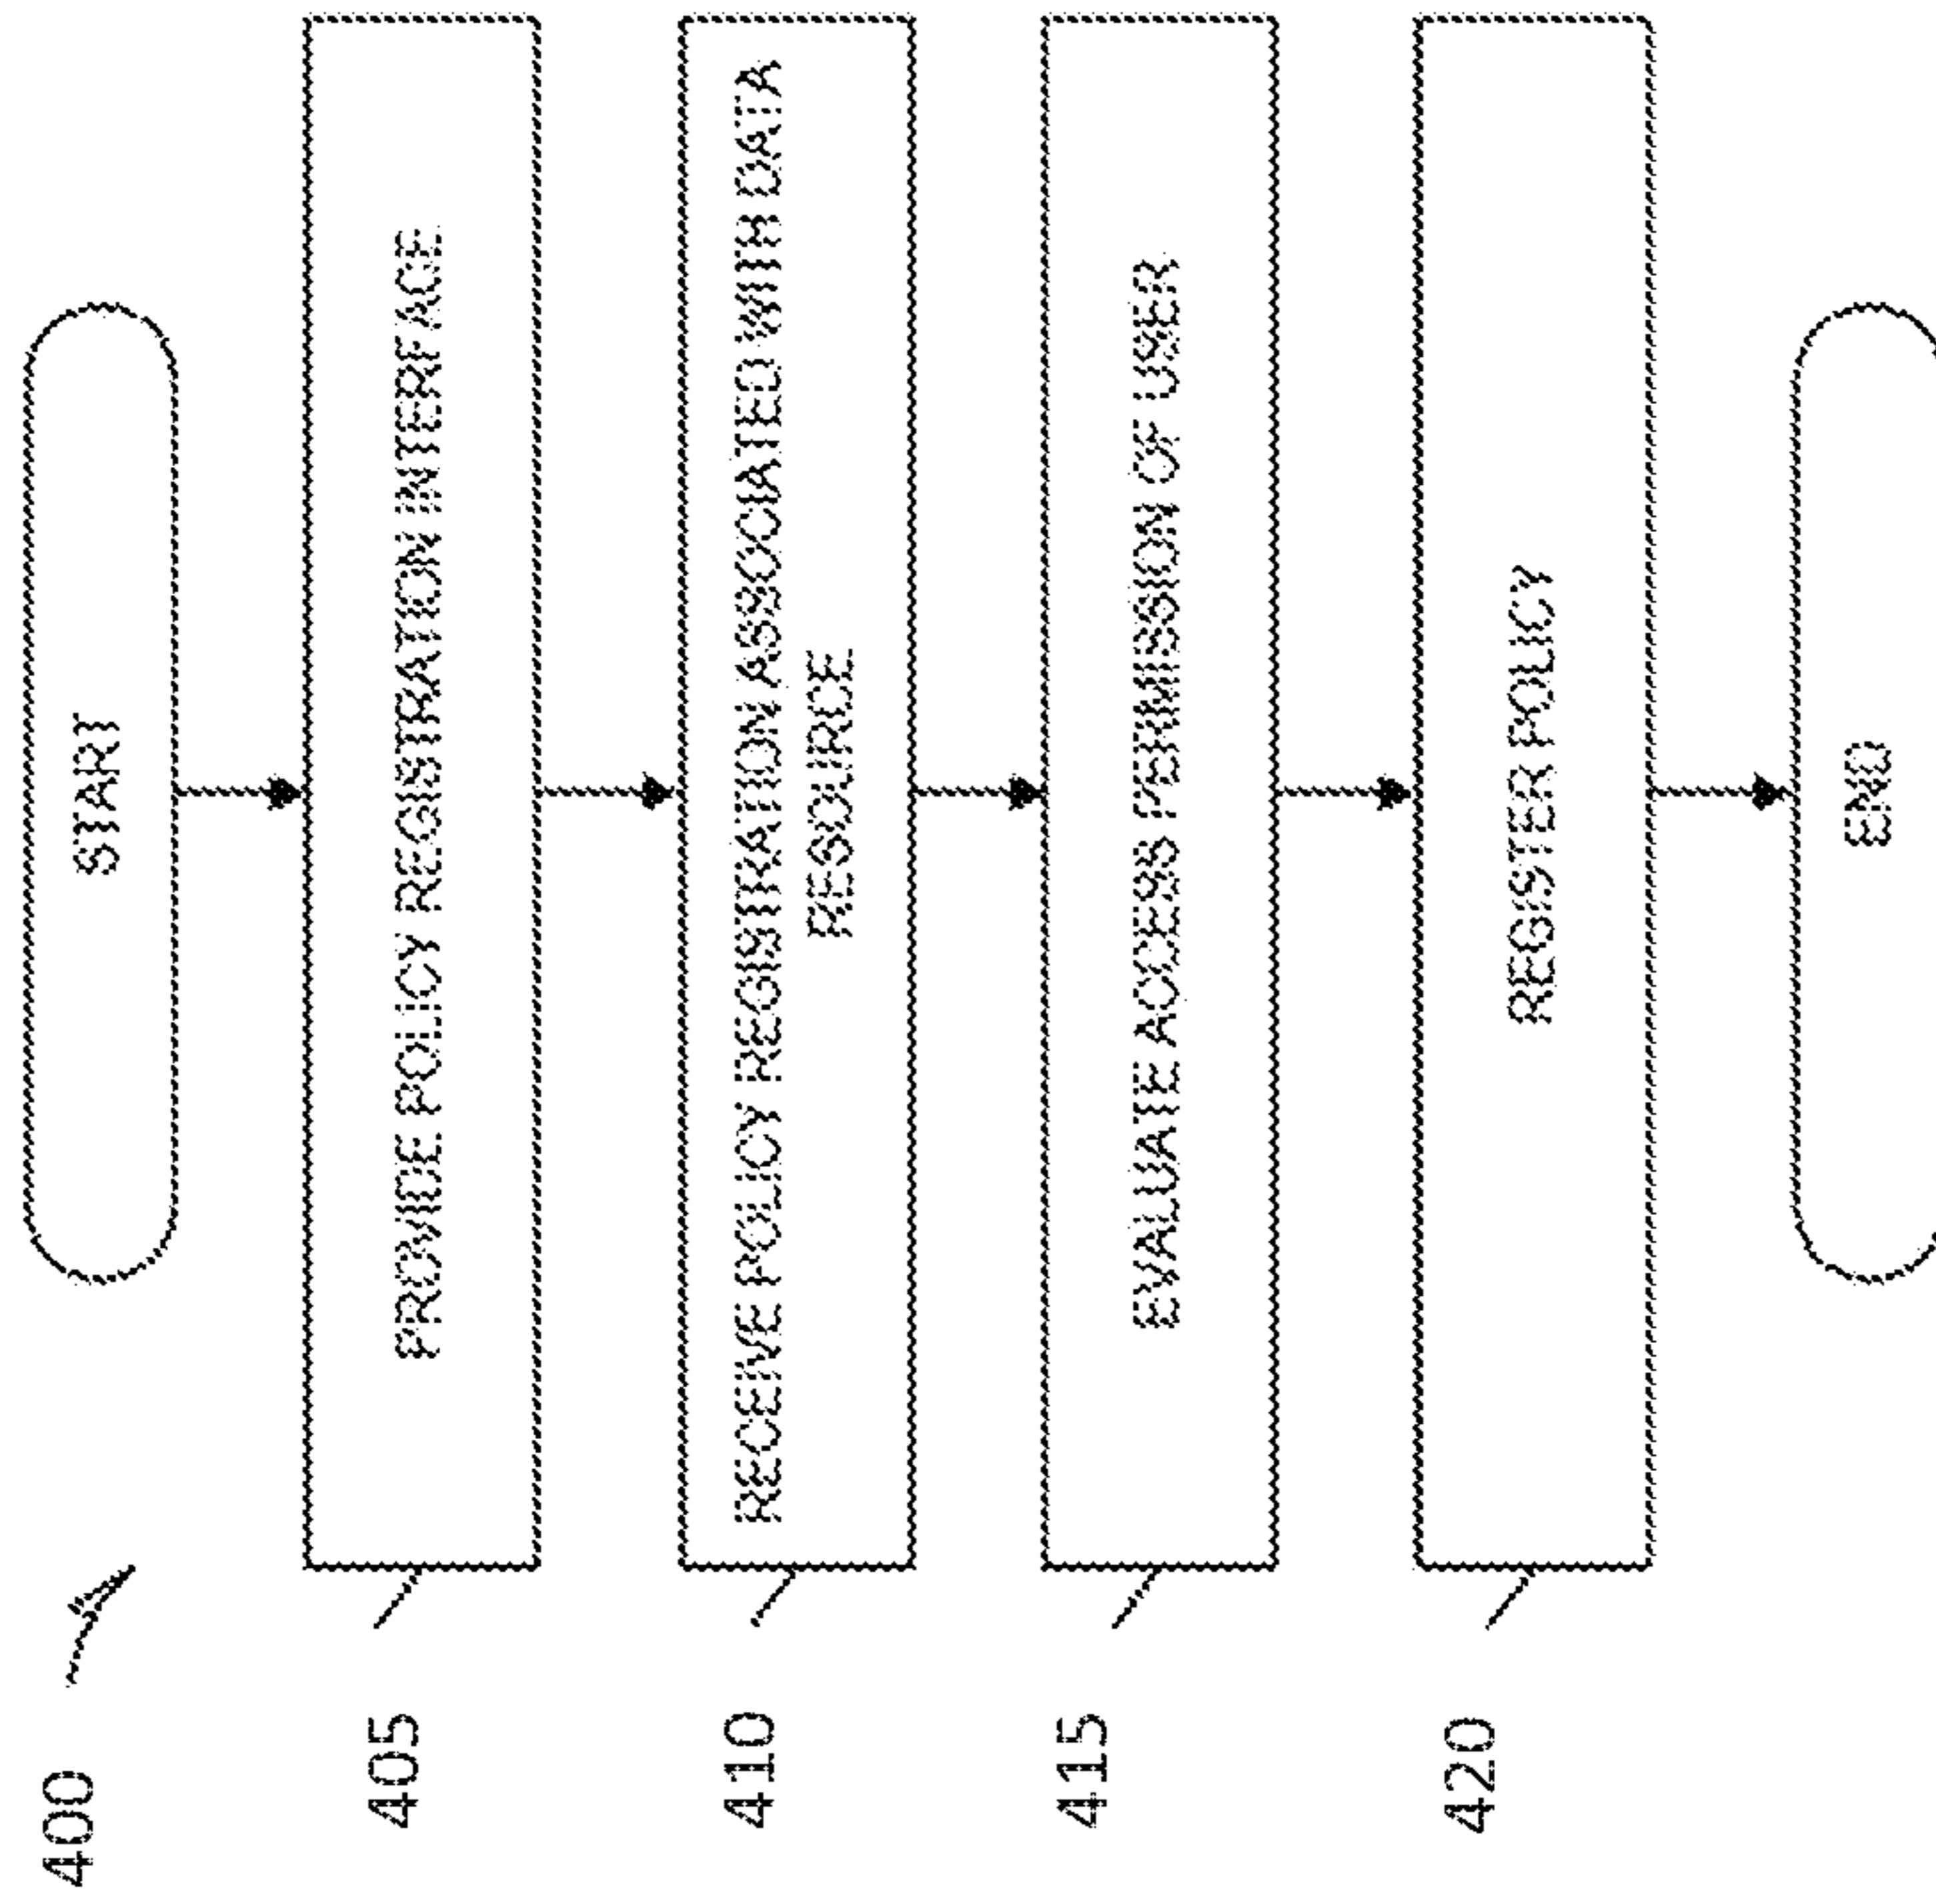 400
START
405
PROVIDE POLICY REGISTRATION INTERFACE
410
RECEIVE POLICY REGISTRATION ASSOCIATED WITH DATA
RESOURCE
415
EVALUATE ACCESS PERMISSION OF USER
420
REGISTER POLICY
END